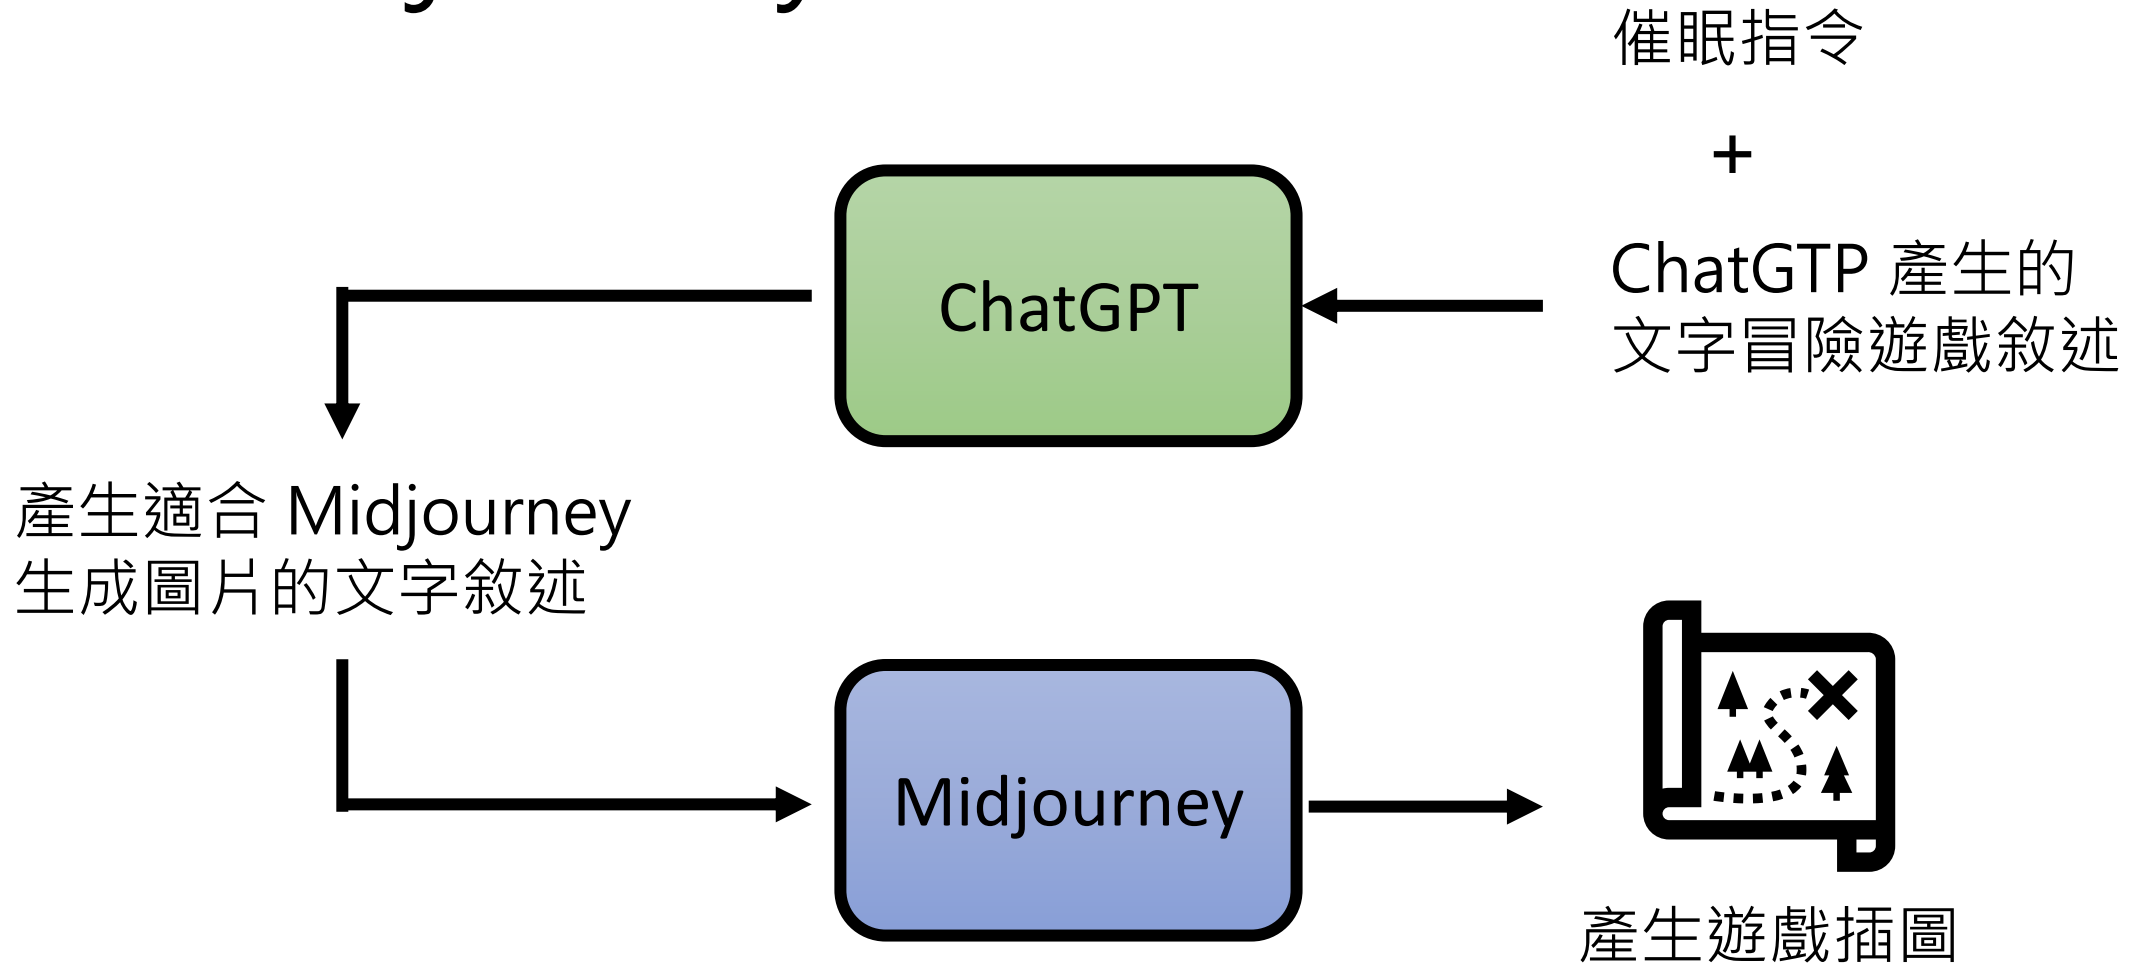 催眠指令
+
ChatGTP 產生的
文字冒險遊戲敘述
ChatGPT
產生適合 Midjourney
生成圖片的文字敘述
Midjourney
產生遊戲插圖